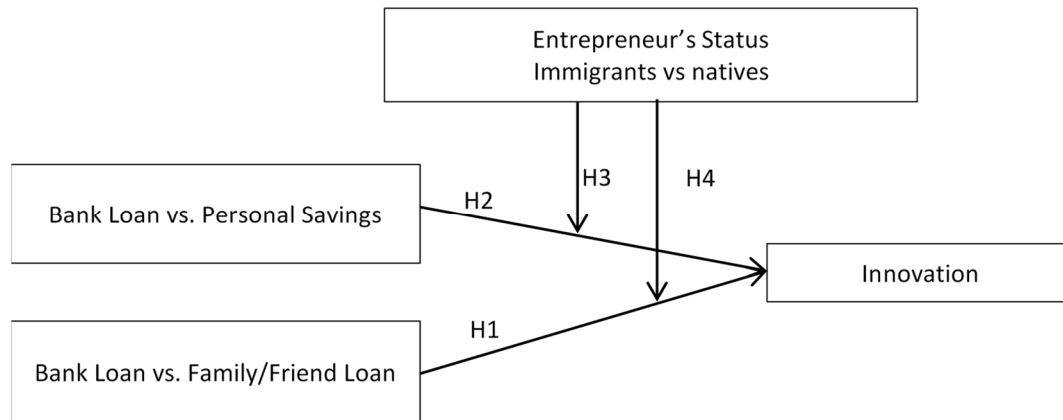 Entrepreneur’s Status
Immigrants vs natives
H3
H4
H2
Bank Loan vs. Personal Savings
Innovation
H1
Bank Loan vs. Family/Friend Loan